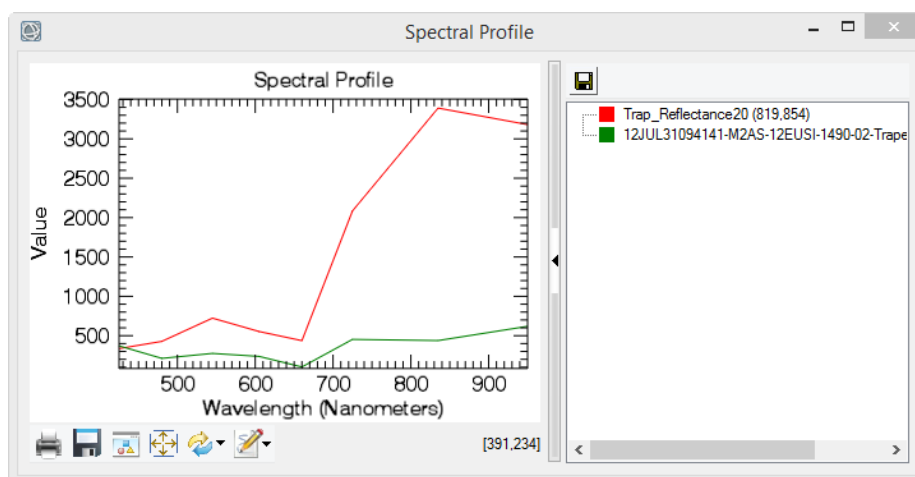 Spectral Profile
Spectral Profile
3500
3000
2500
2000
1500
1000
500
Value
500 600 700 800 900
Wavelength (Nanometers)
[391,234]
Trap_Reflectance20 (819,854)
12JUL31094141-M2AS-12EUSI-1490-02-Trape